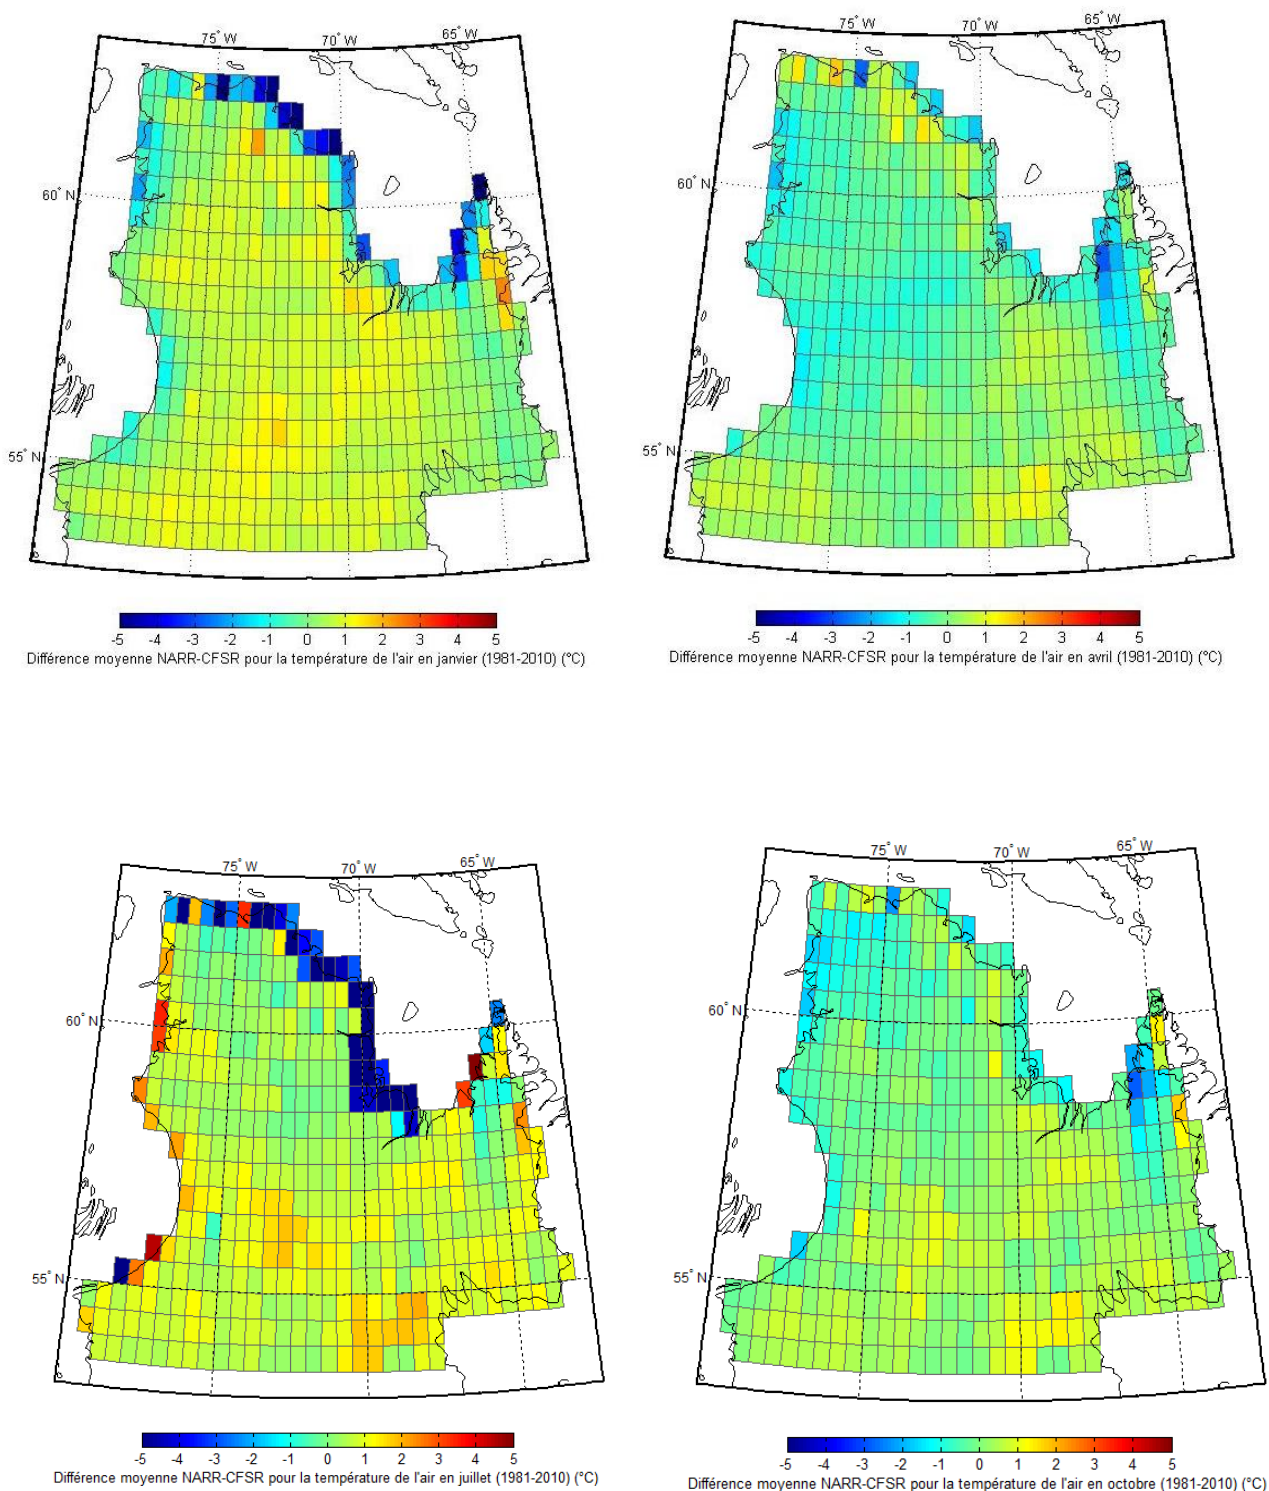 75° W 70° W 65° W
60° N
55° N
-5 -4 -3 -2 -1 0 1 2 3 4 5
Différence moyenne NARR-CFSR pour la température de l'air en janvier (1981-2010) (°C)
75° W 70° W 65° W
60° N
55° N
-5 -4 -3 -2 -1 0 1 2 3 4 5
Différence moyenne NARR-CFSR pour la température de l'air en avril (1981-2010) (°C)
75° W 70° W 65° W
60° N
55° N
-5 -4 -3 -2 -1 0 1 2 3 4 5
Différence moyenne NARR-CFSR pour la température de l'air en juillet (1981-2010) (°C)
75° W 70° W 65° W
60° N
55° N
-5 -4 -3 -2 -1 0 1 2 3 4 5
Différence moyenne NARR-CFSR pour la température de l'air en octobre (1981-2010) (°C)